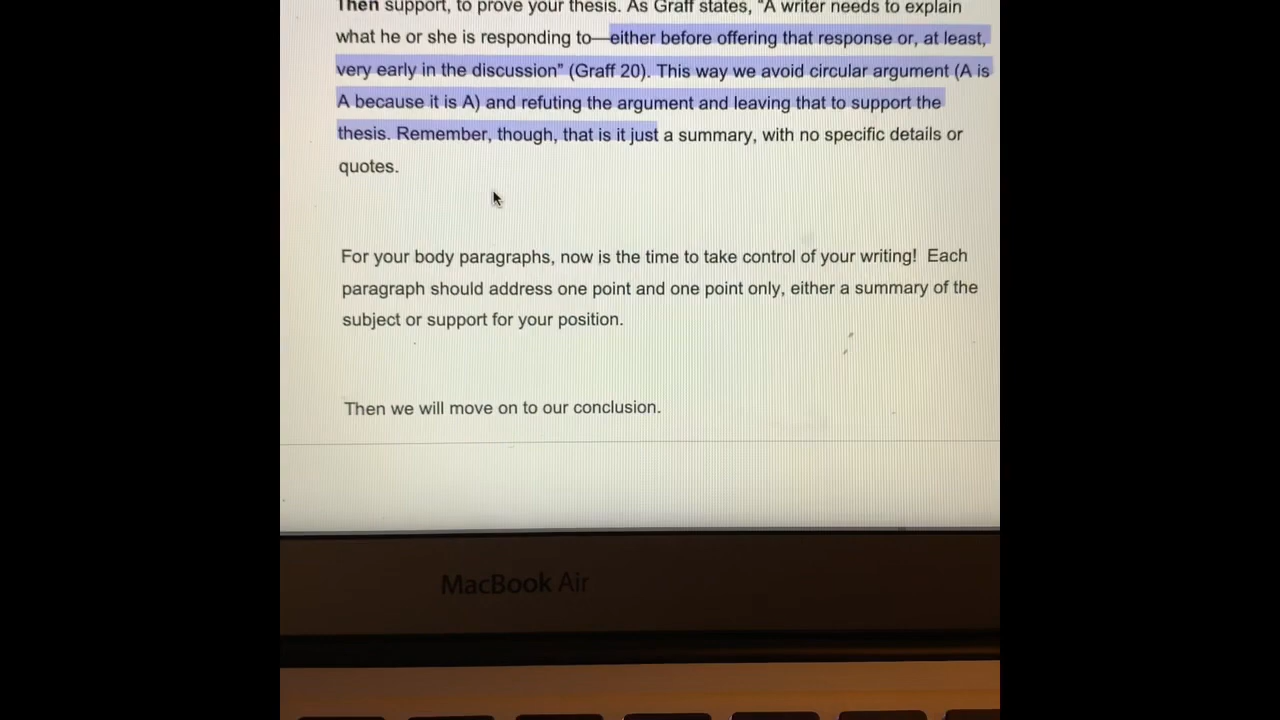 Then support, to prove your thesis. As Graff states, "A writer needs to explain
what he or she is responding to—either before offering that response or, at least,
very early in the discussion" (Graff 20). This way we avoid circular argument (A is
A because it is A) and refuting the argument and leaving that to support the
thesis. Remember, though, that is it just a summary, with no specific details or
quotes.
For your body paragraphs, now is the time to take control of your writing! Each
paragraph should address one point and one point only, either a summary of the
subject or support for your position.
Then we will move on to our conclusion.
MacBook Air